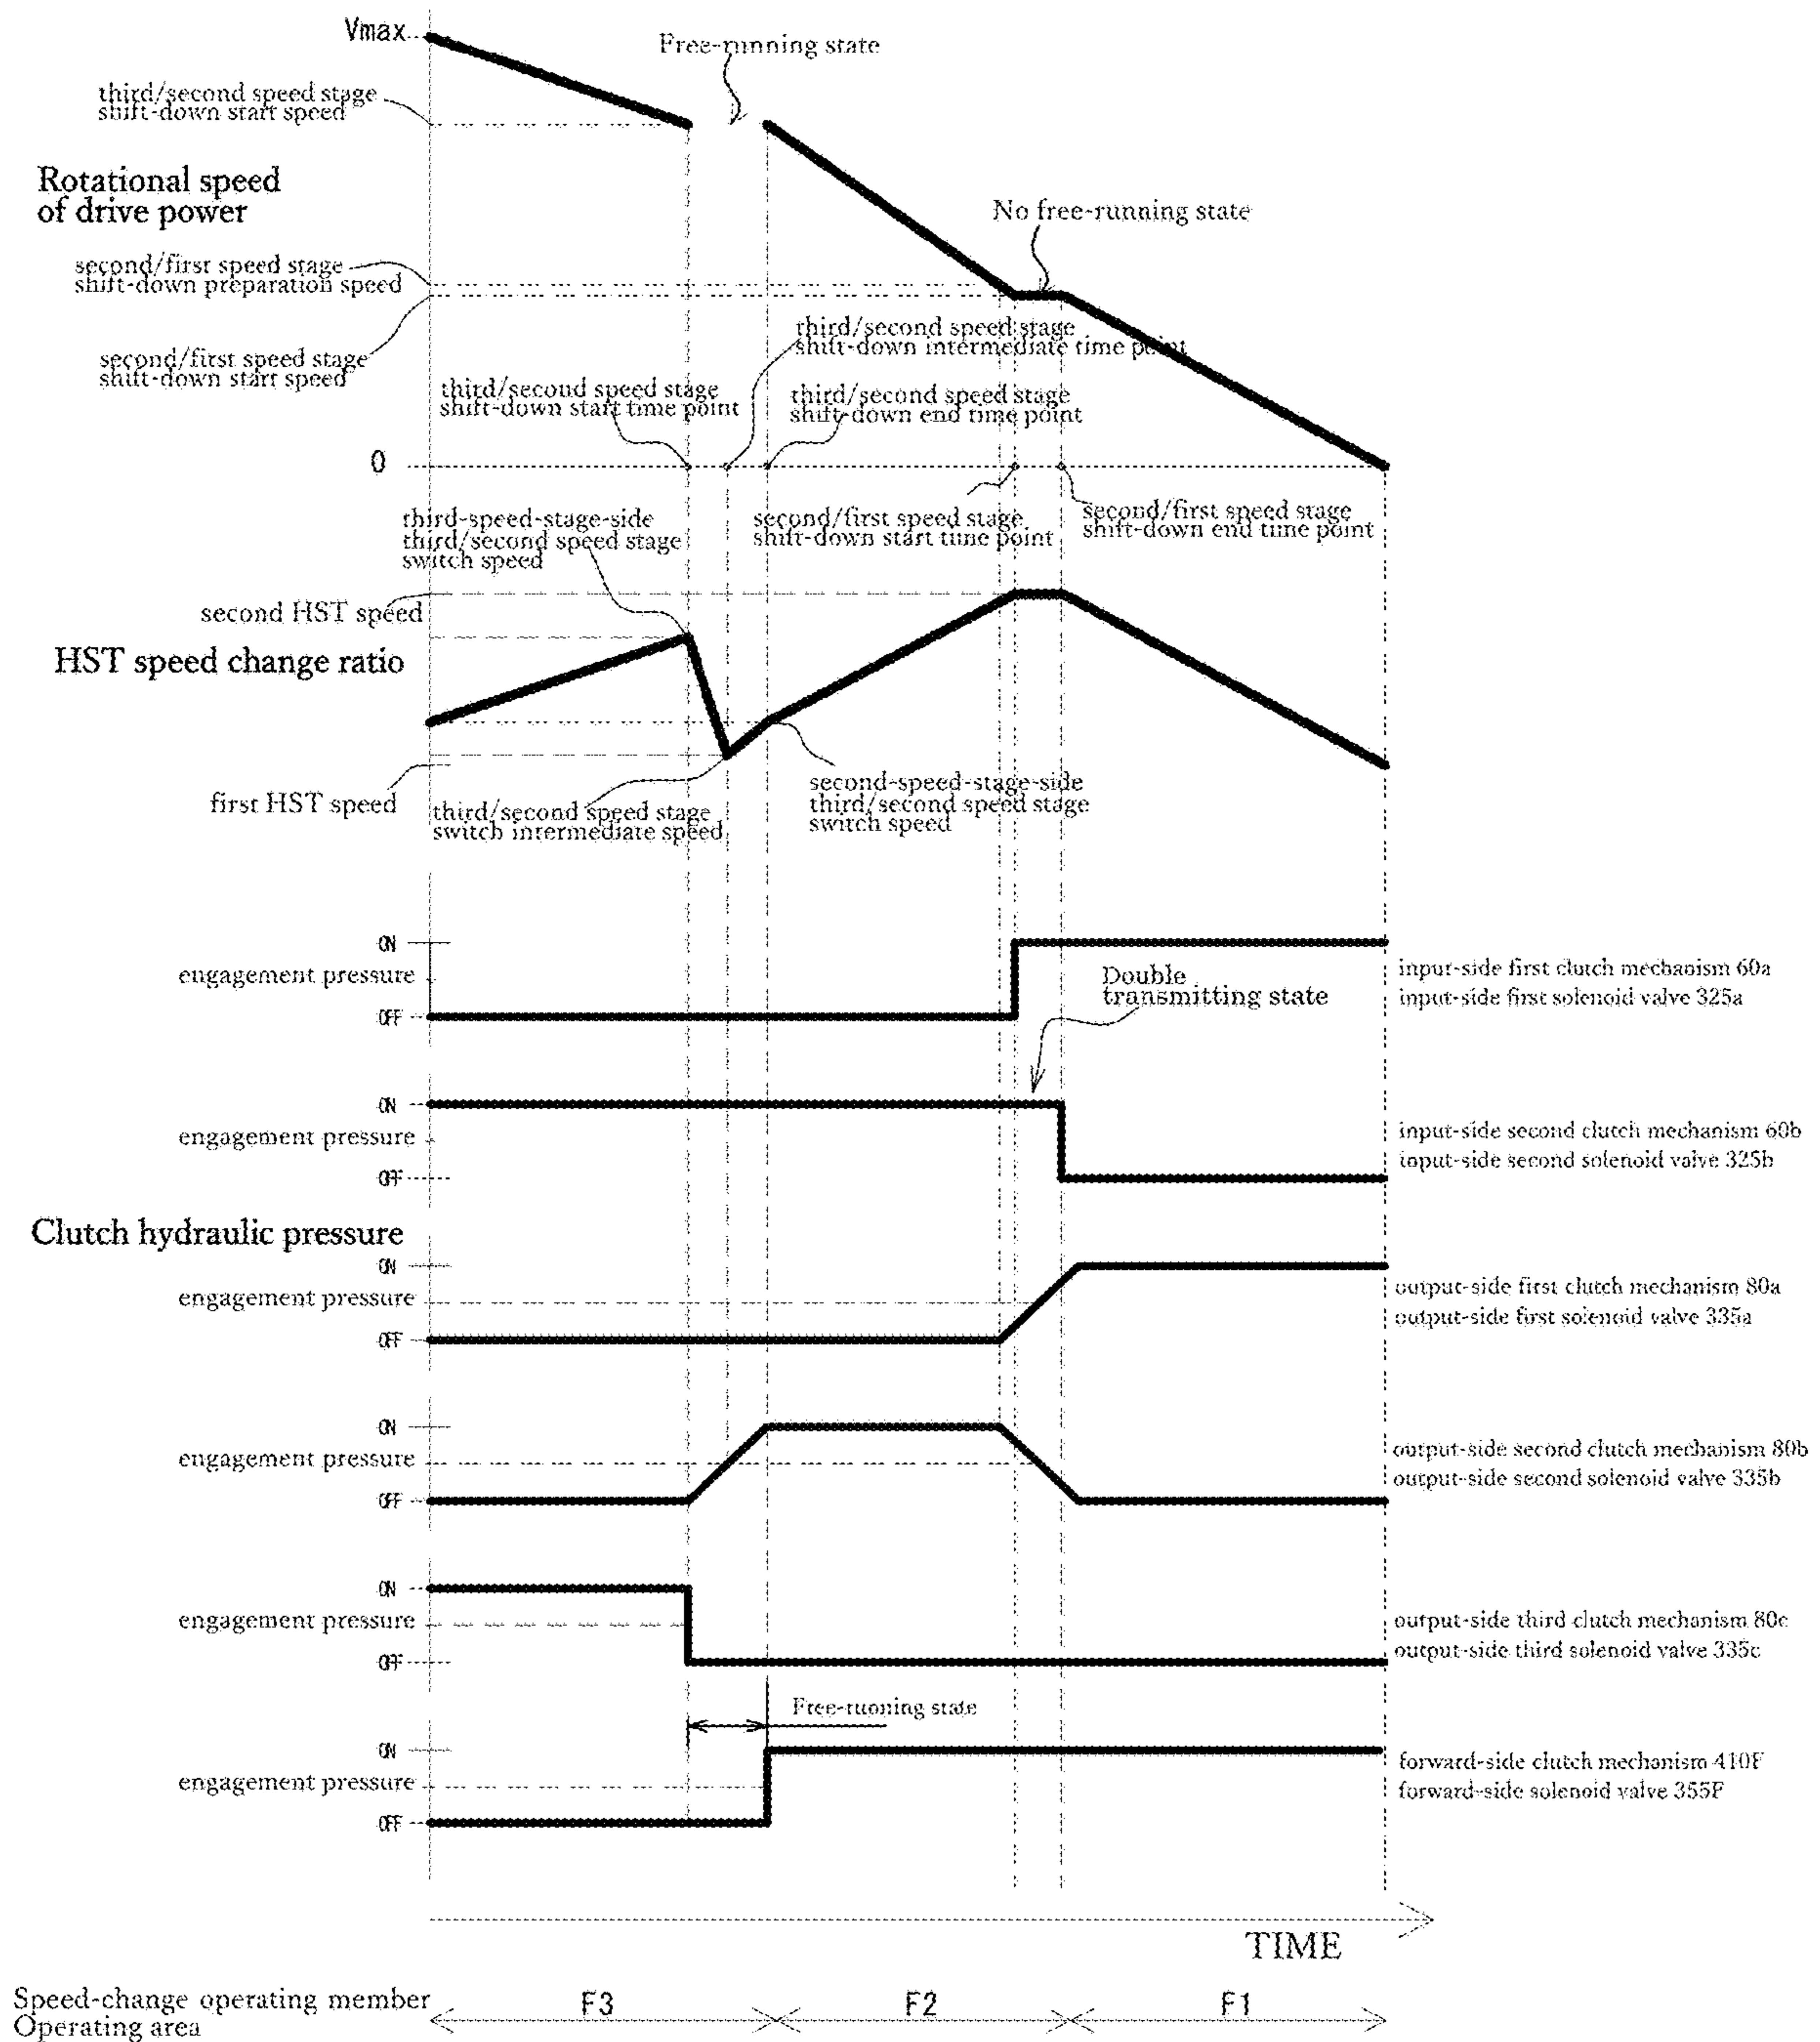 Vmax
Free-running state
third/second speed stage
shift-down start speed
Rotational speed
of drive power
No free-running state
second/first speed stage
shift-down preparation speed
third/second speed stage
shift-down intermediate time point
second/first speed stage
shift-down start speed
third/second speed stage
shift-down start time point
third/second speed stage
shift-down end time point
0
third-speed-stage-side
third/second speed stage
switch speed
second/first speed stage
shift-down start time point
second/first speed stage
shift-down end time point
second HST speed
HST speed change ratio
first HST speed
third/second speed stage
switch intermediate speed
second-speed-stage-side
third/second speed stage
switch speed
ON
engagement pressure
OFF
Double
transmitting state
input-side first clutch mechanism 60a
input-side first solenoid valve 325a
ON
engagement pressure
OFF
input-side second clutch mechanism 60b
input-side second solenoid valve 325b
Clutch hydraulic pressure
ON
engagement pressure
OFF
output-side first clutch mechanism 80a
output-side first solenoid valve 335a
ON
engagement pressure
OFF
output-side second clutch mechanism 80b
output-side second solenoid valve 335b
ON
engagement pressure
OFF
output-side third clutch mechanism 80c
output-side third solenoid valve 335c
Free-running state
ON
engagement pressure
OFF
forward-side clutch mechanism 410F
forward-side solenoid valve 355F
TIME
Speed-change operating member
Operating area
F3
F2
F1